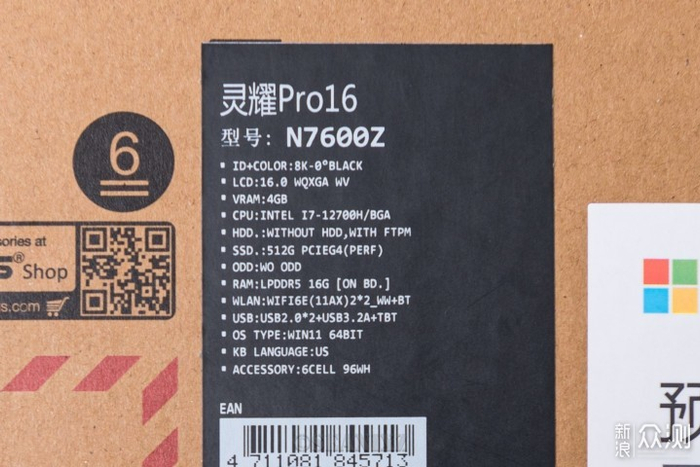 灵耀Pro16
型号: N7600Z
ID+COLOR:8K-0°BLACK
LCD:16.0 WQXGA WV
VRAM:4GB
CPU:INTEL I7-12700H/BGA
HDD.:WITHOUT HDD,WITH FTPM
SSD.:512G PCIEG4(PERF)
ODD:WO ODD
RAM:LPDDR5 16G [ON BD.]
WLAN:WIFI6E(11AX)2*2_WW+BT
USB:USB2.0*2+USB3.2A+TBT
OS TYPE:WIN11 64BIT
KB LANGUAGE:US
ACCESSORY:6CELL 96WH
EAN
4 711081 845713
6
sories at
S® Shop
s.com
预
新浪 众测